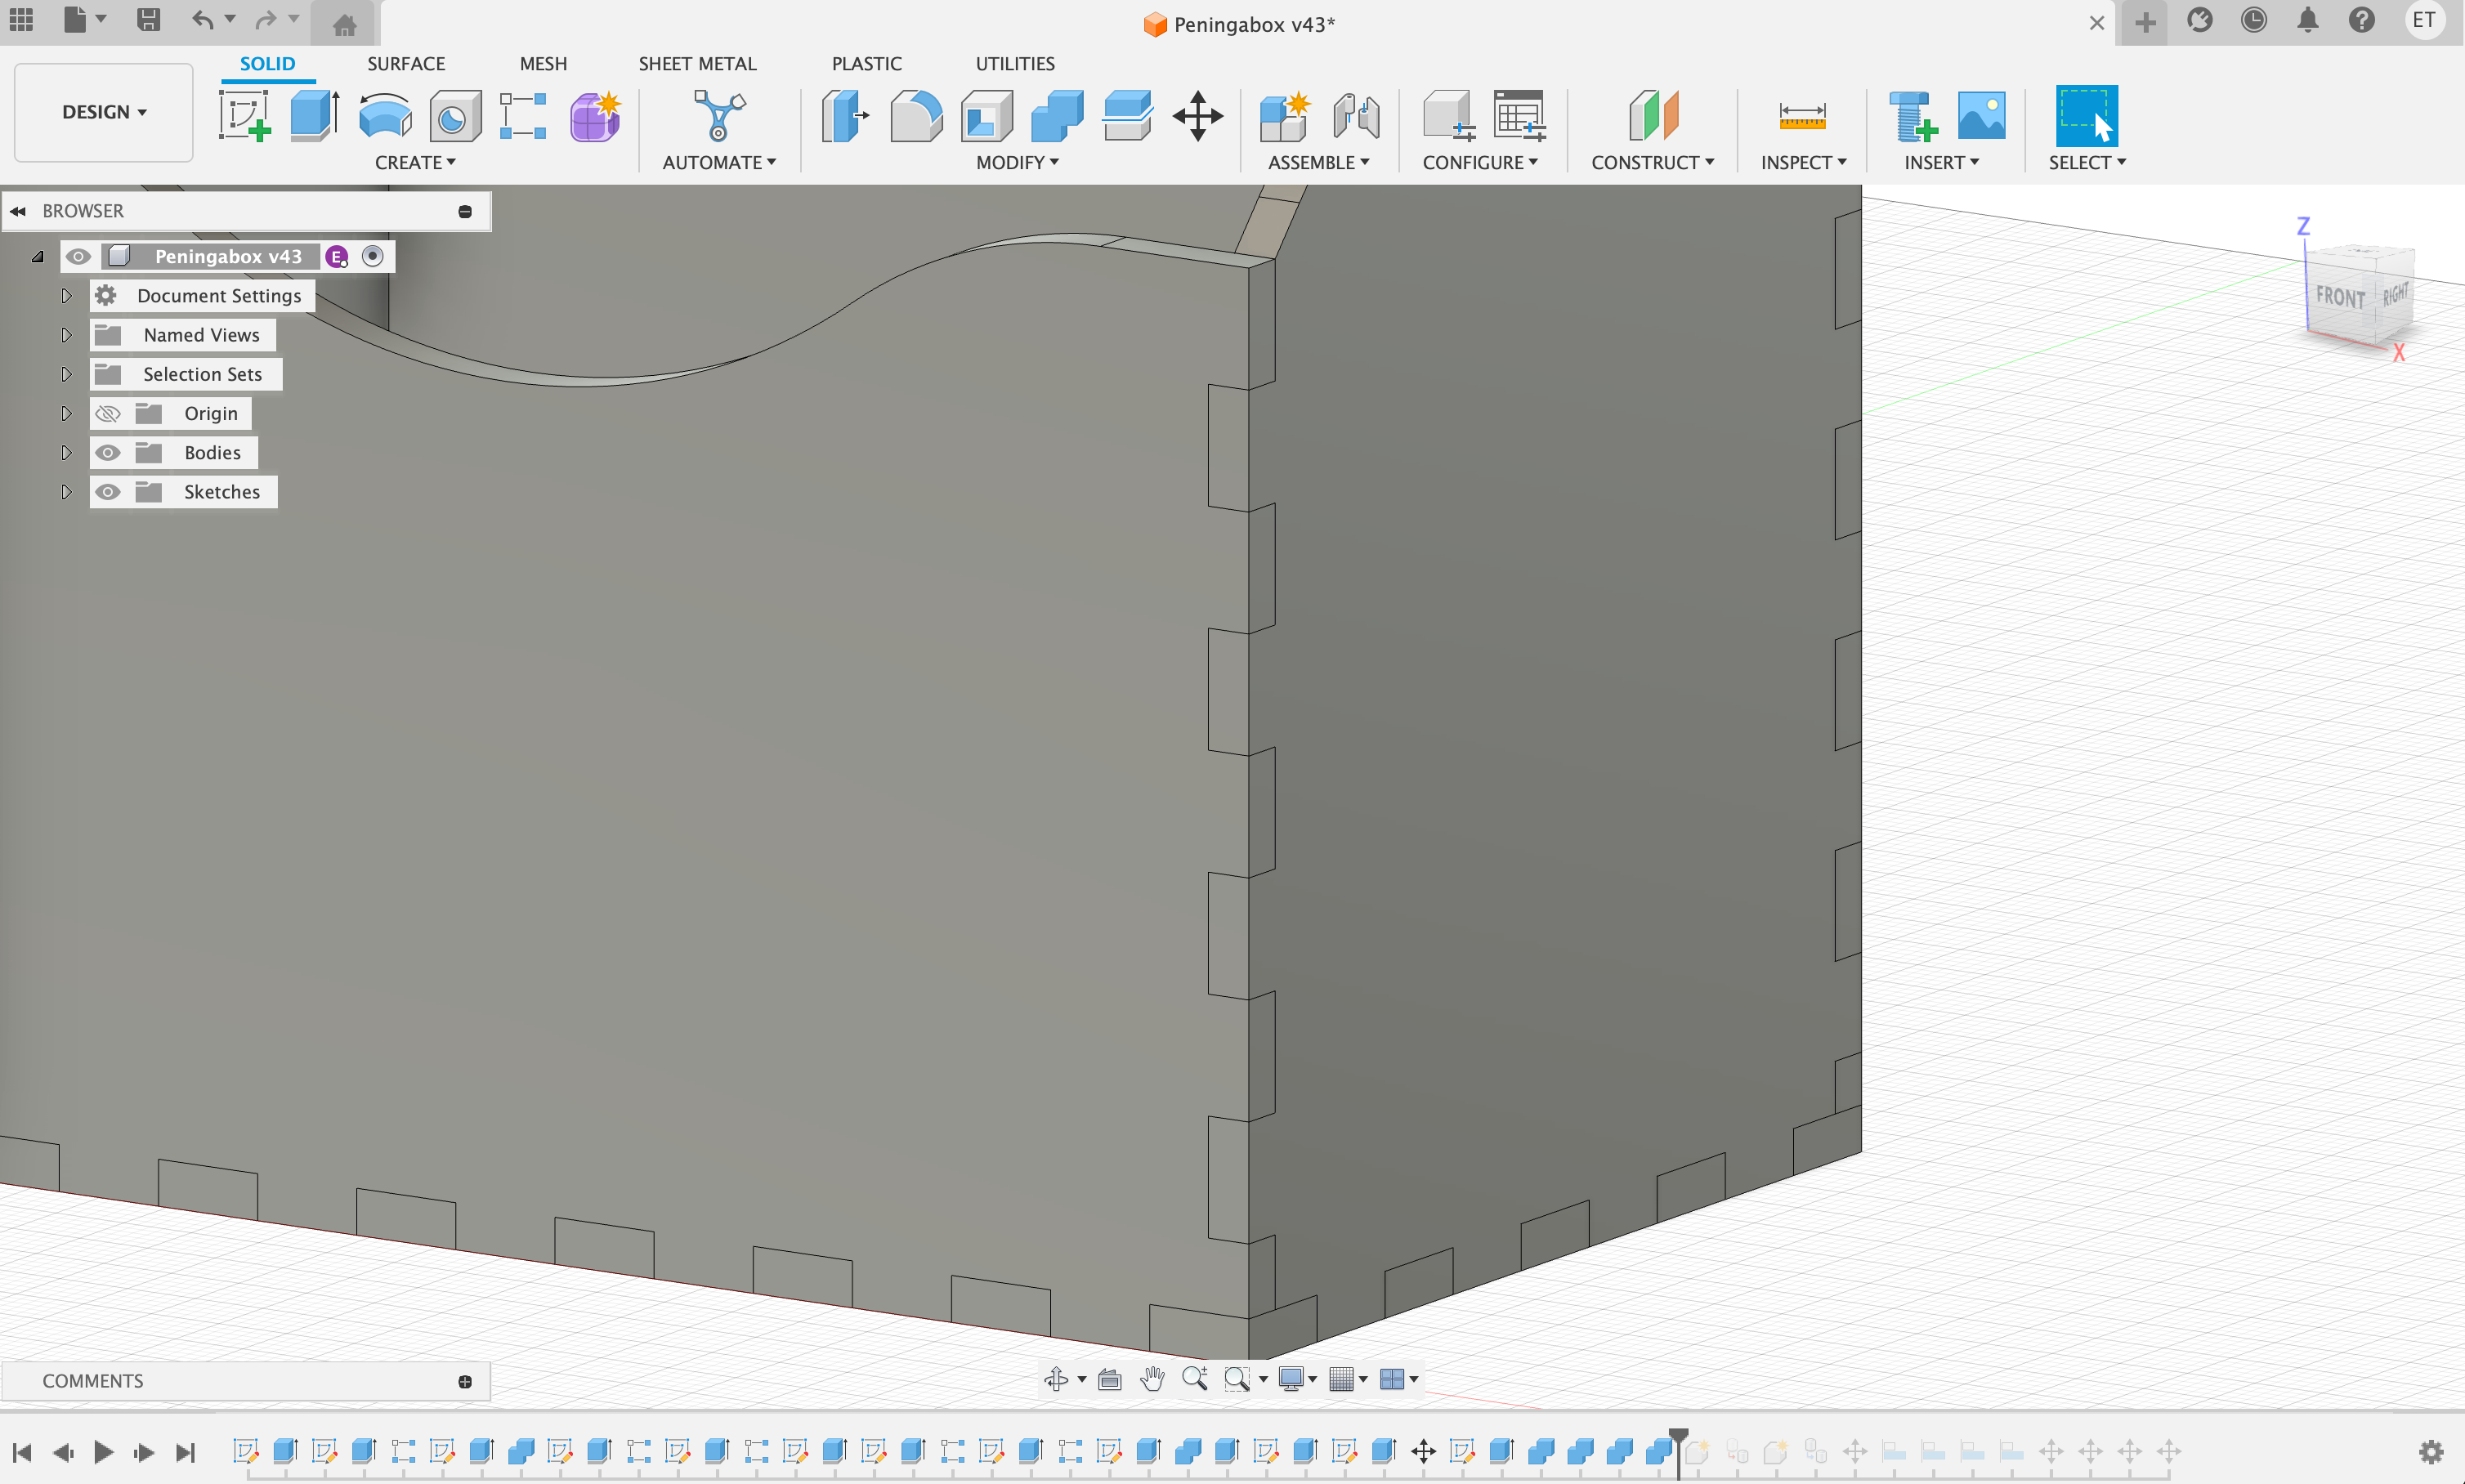 Peningabox v43*
ET
SOLID SURFACE MESH SHEET METAL PLASTIC UTILITIES
DESIGN
CREATE AUTOMATE MODIFY ASSEMBLE CONFIGURE CONSTRUCT INSPECT INSERT SELECT
BROWSER
Peningabox v43 E
Document Settings
Named Views
Selection Sets
Origin
Bodies
Sketches
Z
FRONT RIGHT
X
COMMENTS